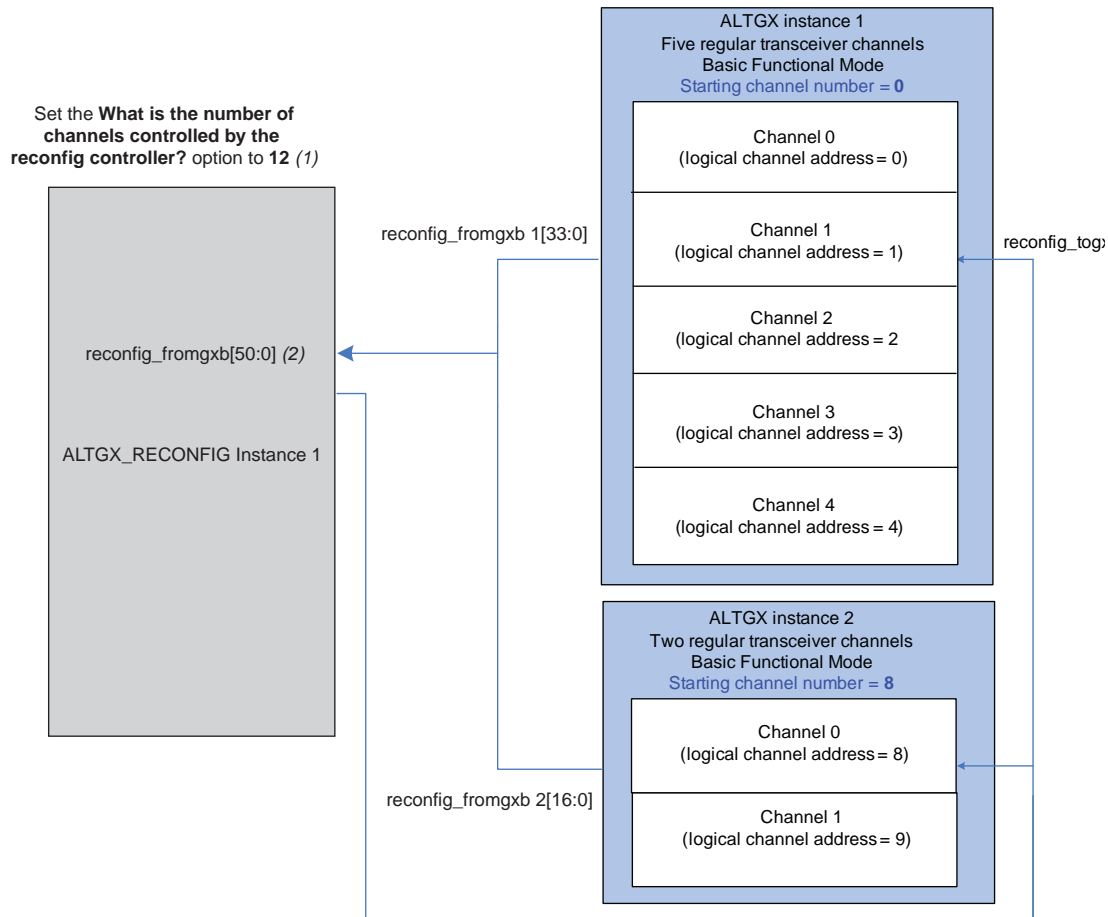 Set the What is the number of
channels controlled by the
reconfig controller? option to 12 (1)
reconfig_fromgxb[50:0] (2)
ALTGX_RECONFIG Instance 1
reconfig_fromgxb 1[33:0]
reconfig_fromgxb 2[16:0]
ALTGX instance 1
Five regular transceiver channels
Basic Functional Mode
Starting channel number = 0
Channel 0
(logical channel address = 0)
Channel 1
(logical channel address = 1)
Channel 2
(logical channel address = 2
Channel 3
(logical channel address = 3)
Channel 4
(logical channel address = 4)
reconfig_togx
ALTGX instance 2
Two regular transceiver channels
Basic Functional Mode
Starting channel number = 8
Channel 0
(logical channel address = 8)
Channel 1
(logical channel address = 9)